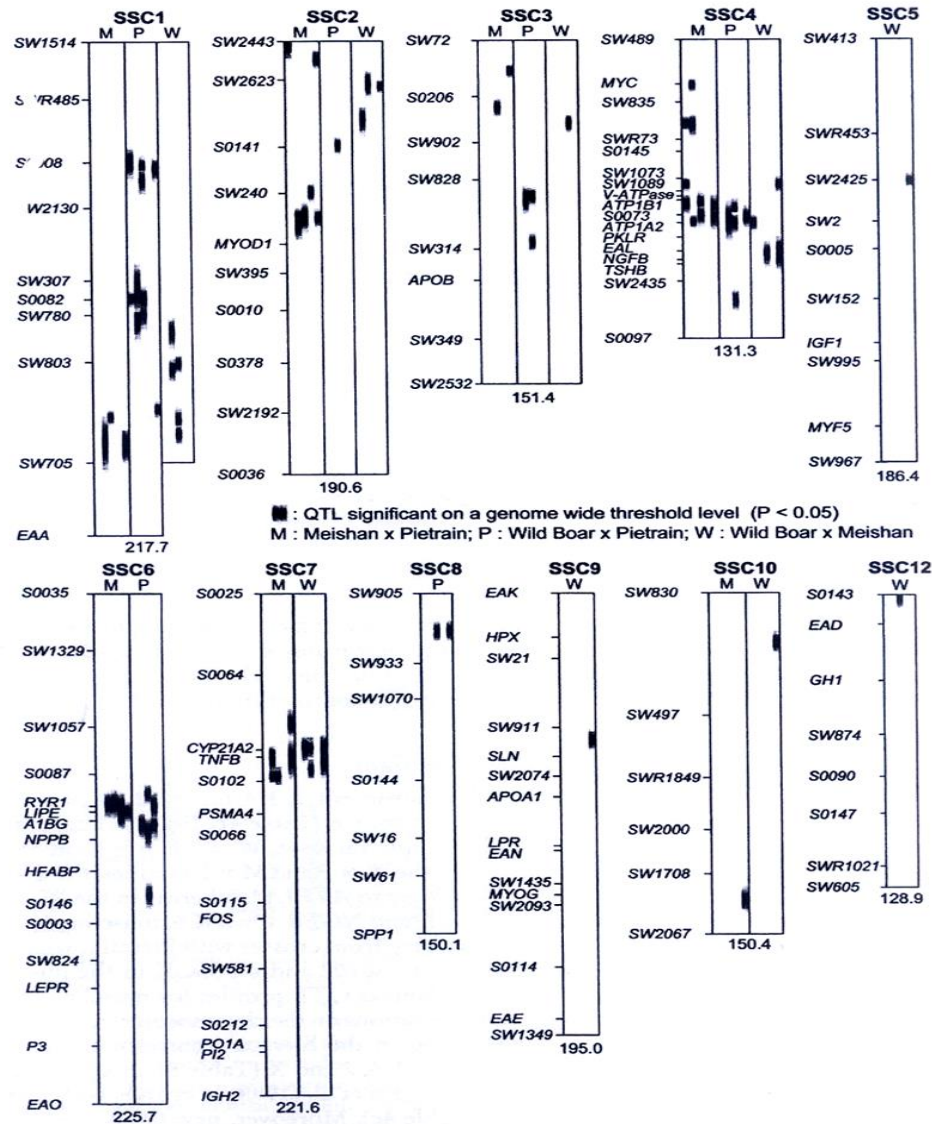 SSC1
M P W
SW1514
SW705
EAA
217.7
W2130
SW307
S0082
SW780
SW803
SSC2
M P W
SW2443
SW2623
S0141
SW240
MYOD1
SW395
S0010
S0378
SW2192
S0036
190.6
SSC3
M P W
SW72
S0206
SW902
SW828
SW314
APOB
SW349
SW2532
151.4
SSC4
M P W
SW489
MYC
SW835
SWR73
S0145
SW1073
SW1089
V-ATPase
ATP1B1
S0073
ATP1A2
PKLR
EAL
NGFB
TSHB
SW2435
S0097
131.3
SSC5
W
SW413
SWR453
SW2425
SW2
S0005
SW152
IGF1
SW995
MYF5
SW967
186.4
: QTL significant on a genome wide threshold level (P < 0.05)
M : Meishan x Pietrain; P : Wild Boar x Pietrain; W : Wild Boar x Meishan
SSC6
M P
S0035
SW1329
SW1057
S0087
RYR1
LIPE
A1BG
NPPB
HFABP
S0146
S0003
SW824
LEPR
P3
EAO
225.7
SSC7
M W
S0025
S0064
CYP21A2
TNFB
S0102
PSMA4
S0066
S0115
FOS
SW581
S0212
PO1A
PI2
IGH2
221.6
SSC8
P
SW905
SW933
SW1070
S0144
SW16
SW61
SPP1
150.1
SSC9
W
EAK
HPX
SW21
SW911
SLN
SW2074
APOA1
LPR
EAN
SW1435
MYOG
SW2093
S0114
EAE
SW1349
195.0
SSC10
M W
SW830
SW497
SWR1849
SW2000
SW1708
SW2067
150.4
SSC12
W
S0143
EAD
GH1
SW874
S0090
S0147
SWR1021
SW605
128.9